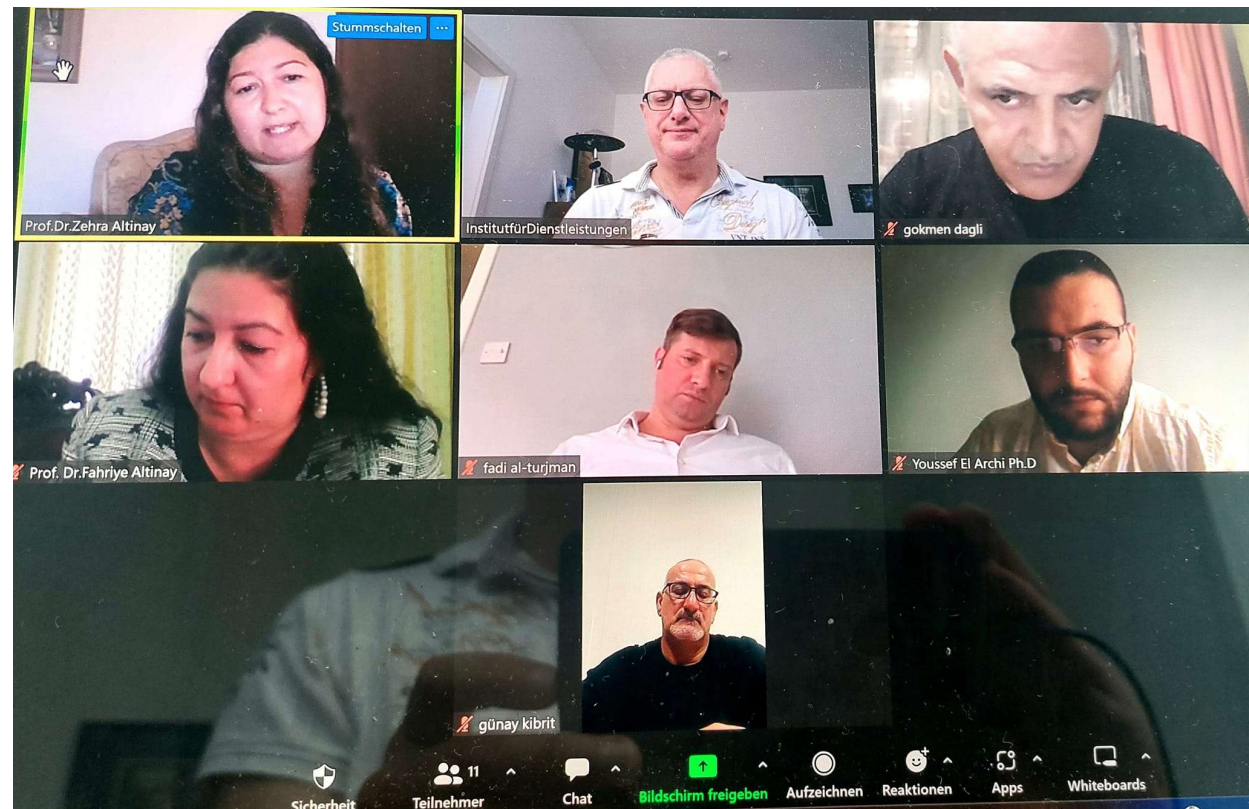 Stummschalten ...
Prof.Dr.Zehra Altinay
InstitutfürDienstleistungen
gokmen dagli
Prof. Dr.Fahriye Altinay
fadi al-turjman
Youssef El Archi Ph.D
günay kibrit
Sicherheit
11
Teilnehmer
Chat
Bildschirm freigeben
Aufzeichnen
Reaktionen
Apps
Whiteboards